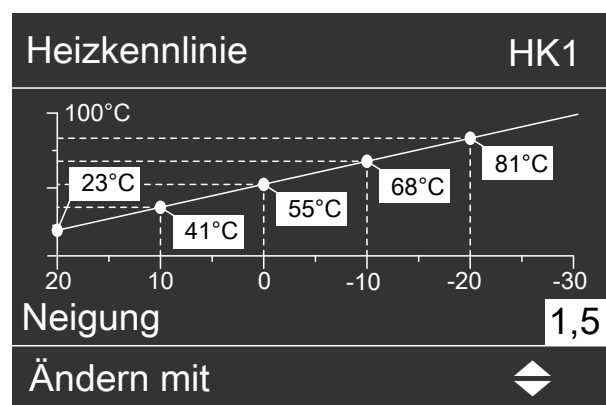 Heizkennlinie HK1
100°C
81°C
23°C
68°C
55°C
41°C
20 10 0 -10 -20 -30
Neigung 1,5
Ändern mit